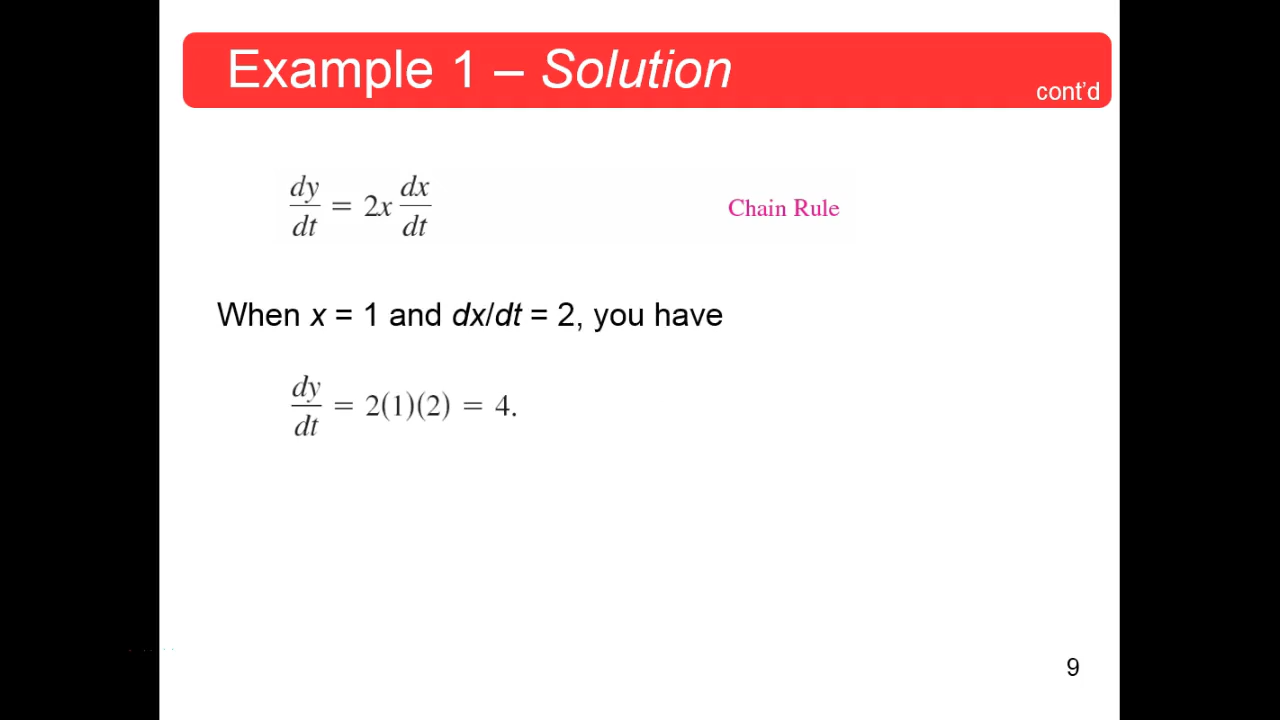 Example 1 – Solution
cont’d
dy/dt = 2x dx/dt
Chain Rule
When x = 1 and dx/dt = 2, you have
dy/dt = 2(1)(2) = 4.
9